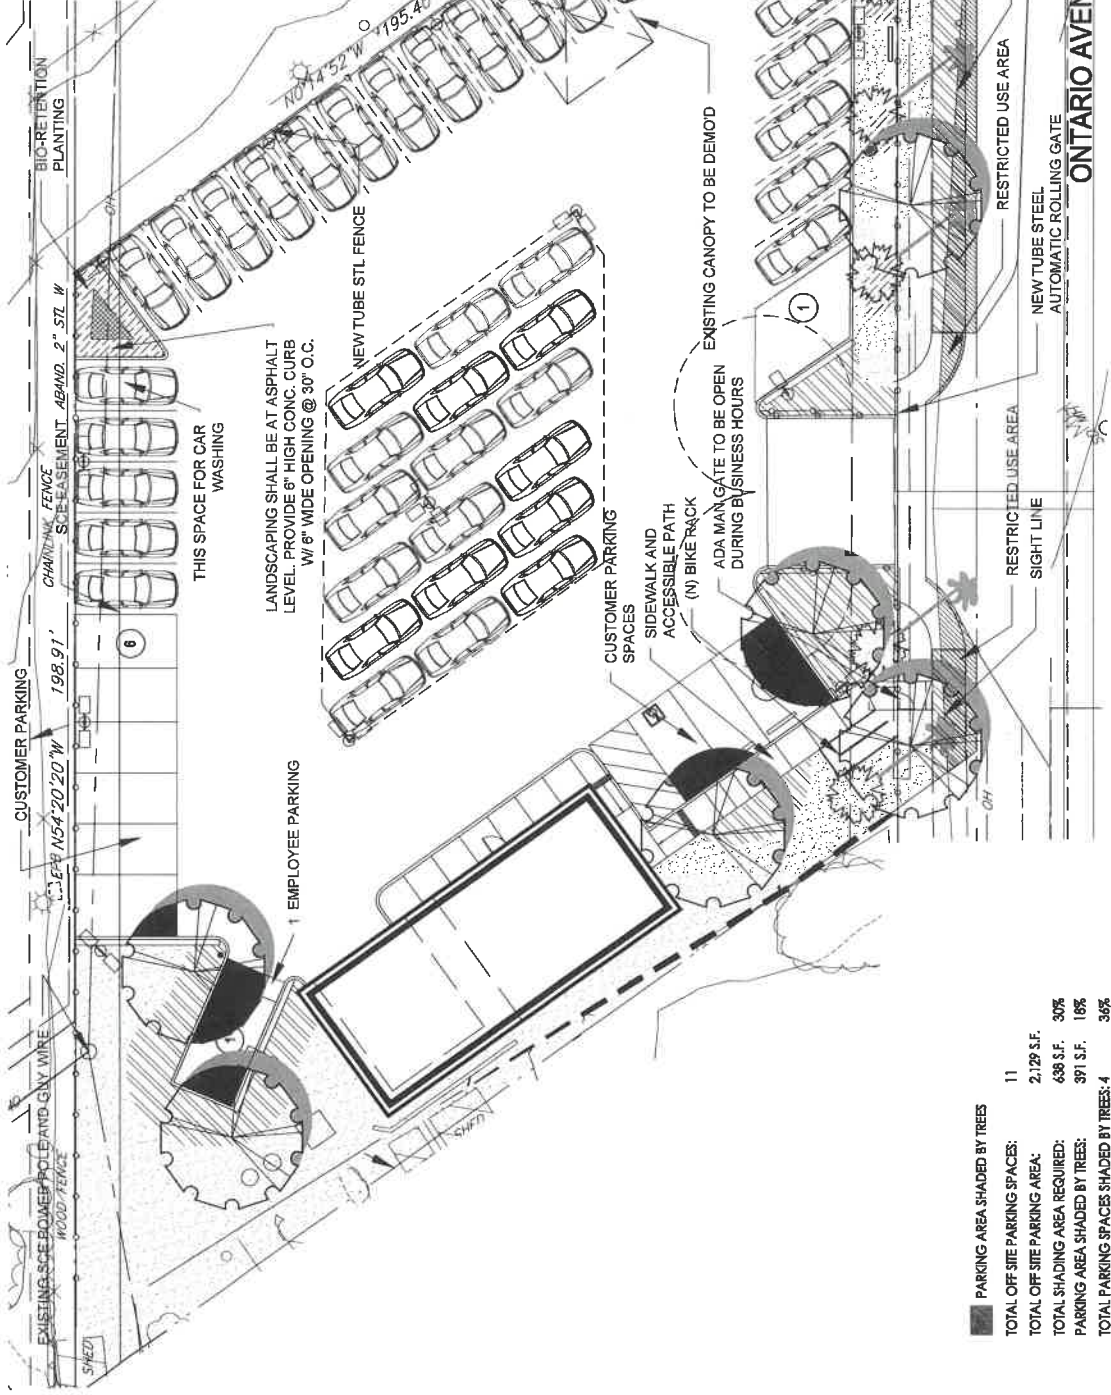 BIO-RETENTION
PLANTING
N0°14'52"W
195.40
OH
CUSTOMER PARKING
CHAINLINK FENCE
SCE EASEMENT ABAND. 2" STL W
N54°20'20"W 198.91'
THIS SPACE FOR CAR
WASHING
LANDSCAPING SHALL BE AT ASPHALT
LEVEL. PROVIDE 6" HIGH CONC. CURB
W/ 6" WIDE OPENING @ 30" O.C.
NEW TUBE STL FENCE
EXISTING CANOPY TO BE DEMO'D
ADA MAN GATE TO BE OPEN
DURING BUSINESS HOURS
(N) BIKE RACK
SIDEWALK AND
ACCESSIBLE PATH
CUSTOMER PARKING
SPACES
6
1
1
1 EMPLOYEE PARKING
EXISTING SCE POWER POLE AND GUY WIRE
WOOD FENCE
SHED
SHED
RESTRICTED USE AREA
NEW TUBE STEEL
AUTOMATIC ROLLING GATE
ONTARIO AVEN
RESTRICTED USE AREA
SIGHT LINE
OH
PARKING AREA SHADED BY TREES
TOTAL OFF SITE PARKING SPACES: 11
TOTAL OFF SITE PARKING AREA: 2,129 S.F.
TOTAL SHADING AREA REQUIRED: 638 S.F. 30%
PARKING AREA SHADED BY TREES: 391 S.F. 18%
TOTAL PARKING SPACES SHADED BY TREES: 4 36%